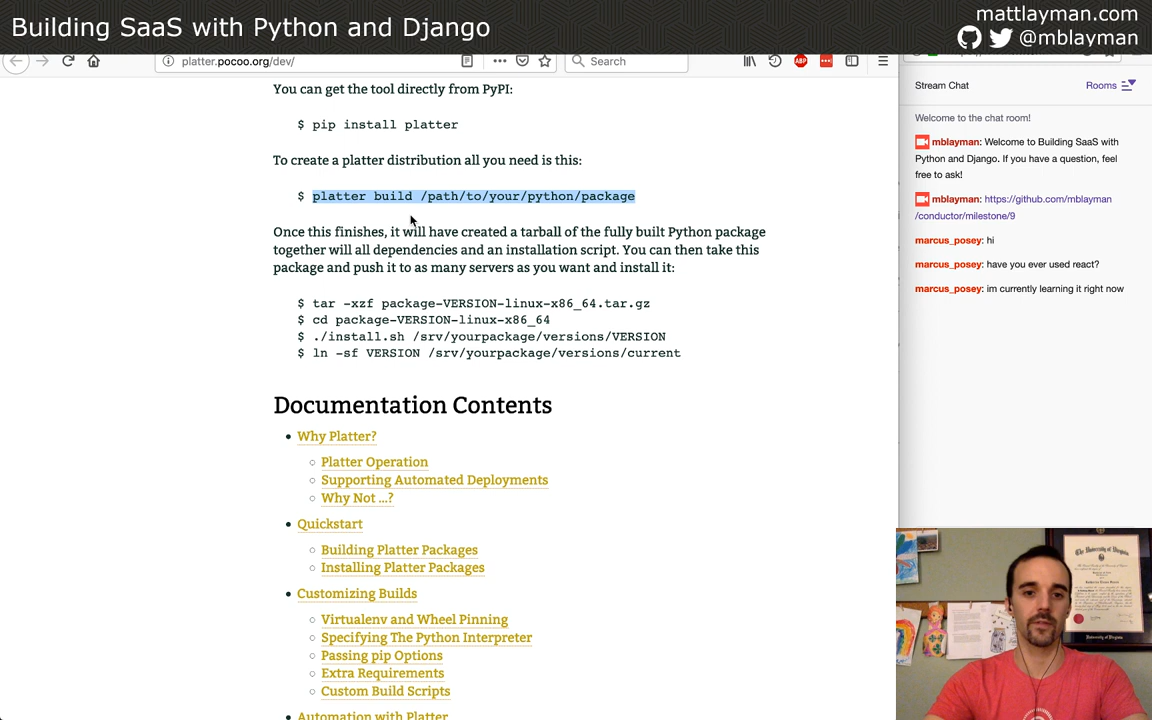 Building SaaS with Python and Django
mattlayman.com
@mblayman
platter.pocoo.org/dev/
Search
ABP
You can get the tool directly from PyPI:
$ pip install platter
To create a platter distribution all you need is this:
$ platter build /path/to/your/python/package
Once this finishes, it will have created a tarball of the fully built Python package
together will all dependencies and an installation script. You can then take this
package and push it to as many servers as you want and install it:
$ tar -xzf package-VERSION-linux-x86_64.tar.gz
$ cd package-VERSION-linux-x86_64
$ ./install.sh /srv/yourpackage/versions/VERSION
$ ln -sf VERSION /srv/yourpackage/versions/current
Documentation Contents
Why Platter?
Platter Operation
Supporting Automated Deployments
Why Not ...?
Quickstart
Building Platter Packages
Installing Platter Packages
Customizing Builds
Virtualenv and Wheel Pinning
Specifying The Python Interpreter
Passing pip Options
Extra Requirements
Custom Build Scripts
Automation with Platter
Stream Chat
Rooms
Welcome to the chat room!
mblayman: Welcome to Building SaaS with
Python and Django. If you have a question, feel
free to ask!
mblayman: https://github.com/mblayman
/conductor/milestone/9
marcus_posey: hi
marcus_posey: have you ever used react?
marcus_posey: im currently learning it right now
The University of Virginia